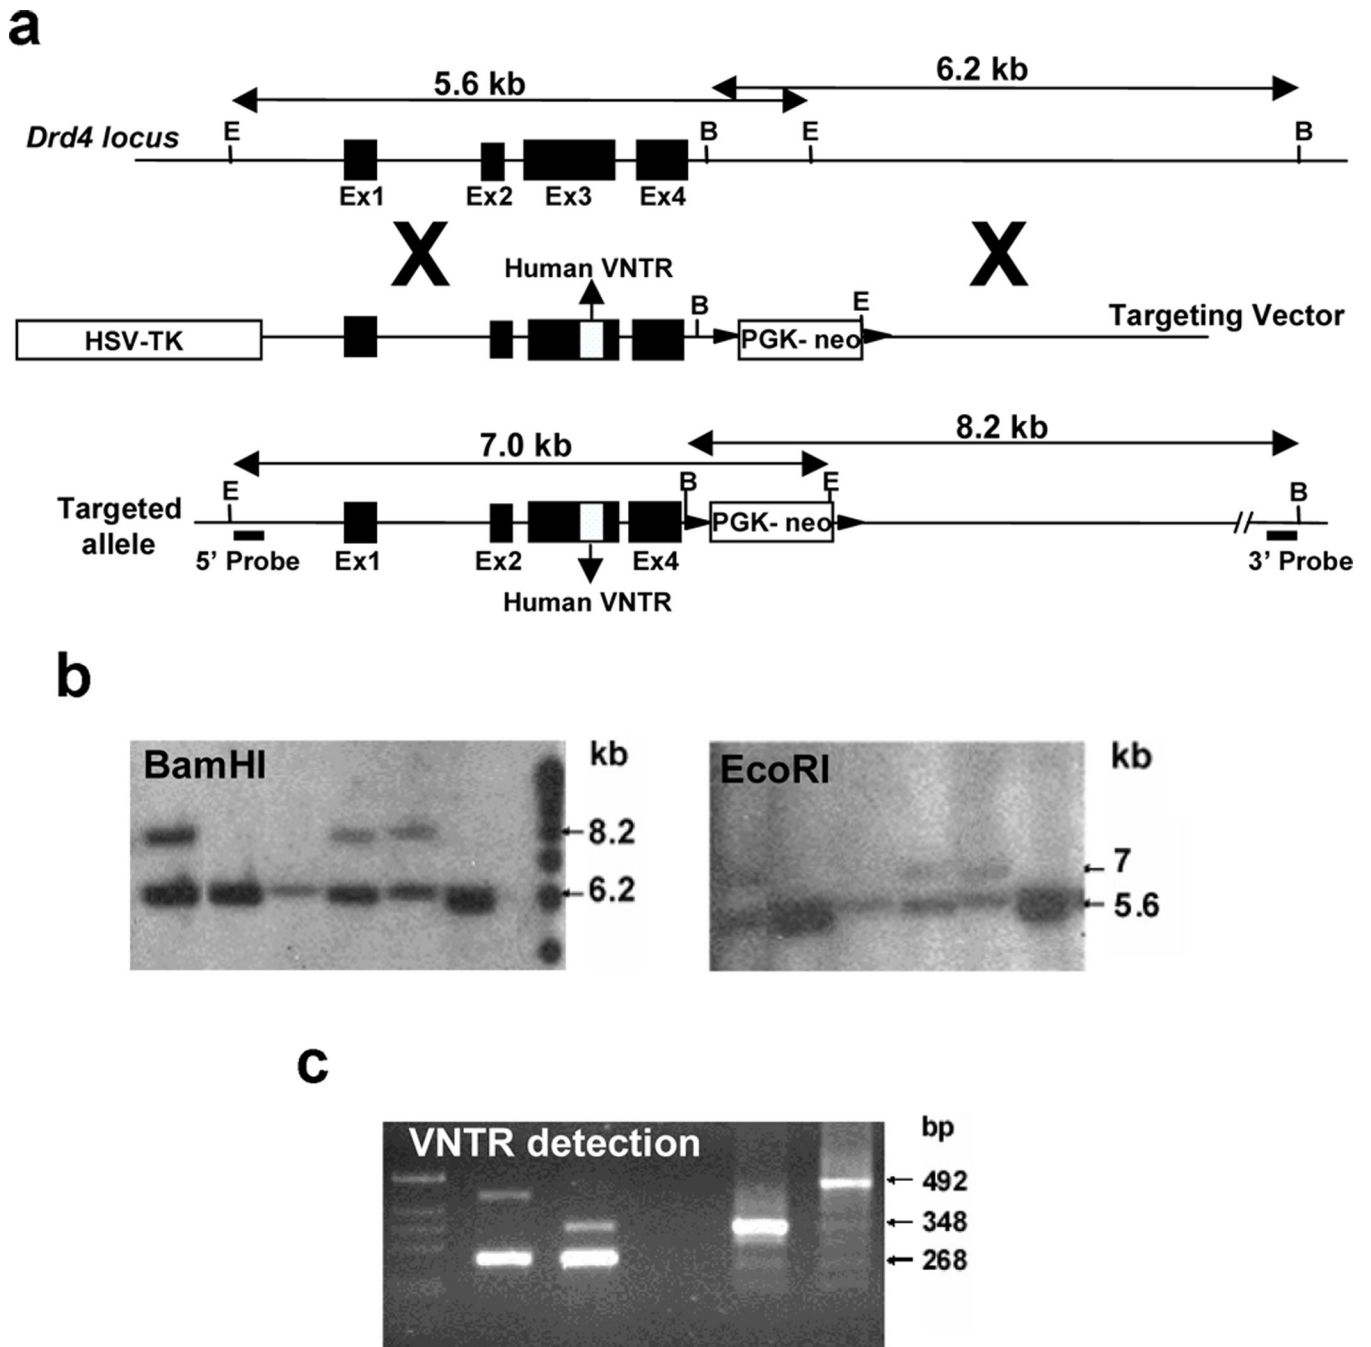 a
5.6 kb
6.2 kb
Drd4 locus
E
B
E
B
Ex1
Ex2
Ex3
Ex4
X
X
Human VNTR
HSV-TK
B
PGK- neo
E
Targeting Vector
7.0 kb
8.2 kb
Targeted
allele
E
B
PGK- neo
E
B
5’ Probe
Ex1
Ex2
Ex4
3’ Probe
Human VNTR
b
BamHI
kb
8.2
6.2
EcoRI
kb
7
5.6
c
VNTR detection
bp
492
348
268